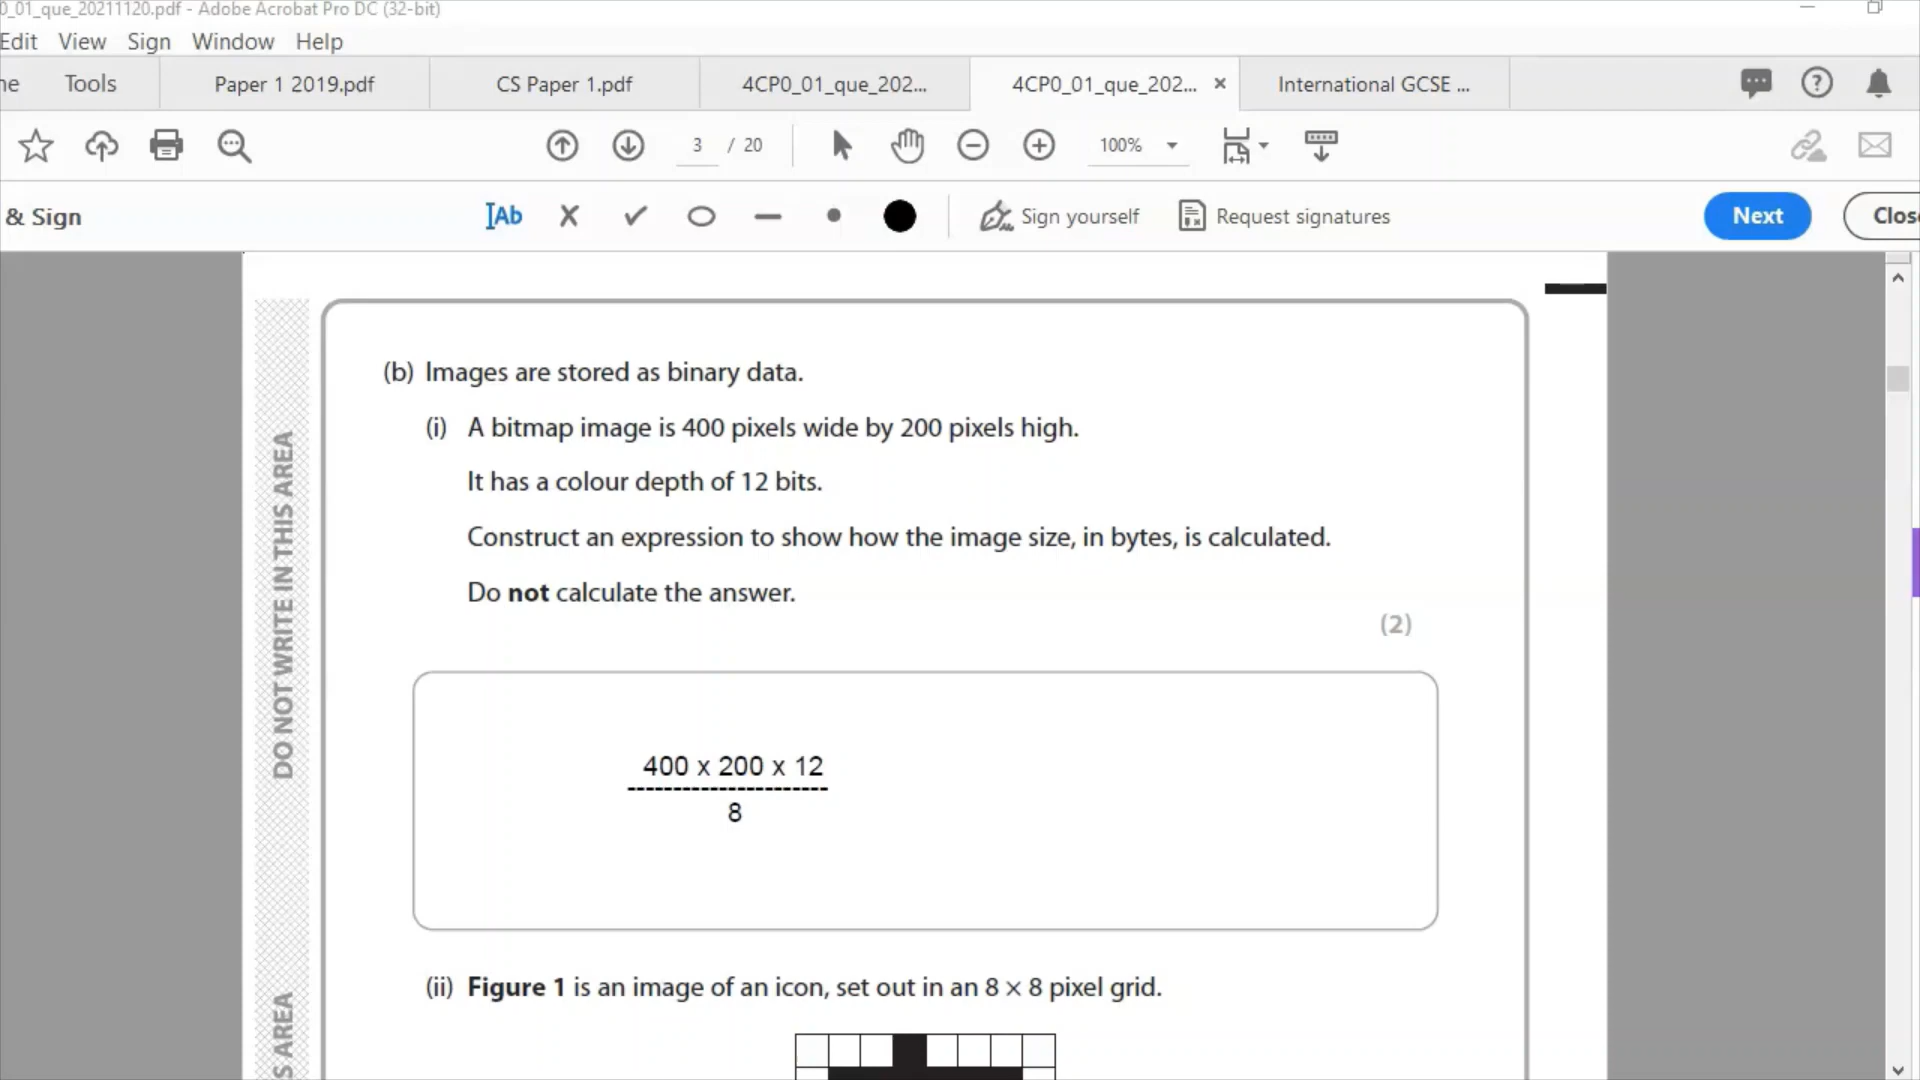 0_01_que_20211120.pdf - Adobe Acrobat Pro DC (32-bit)
Edit View Sign Window Help
ne Tools Paper 1 2019.pdf CS Paper 1.pdf 4CP0_01_que_202... 4CP0_01_que_202... × International GCSE ...
3 / 20 100%
& Sign Ab Sign yourself Request signatures Next Close
(b) Images are stored as binary data.
(i) A bitmap image is 400 pixels wide by 200 pixels high.
It has a colour depth of 12 bits.
Construct an expression to show how the image size, in bytes, is calculated.
Do not calculate the answer.
(2)
400 x 200 x 12
--------------------
8
(ii) Figure 1 is an image of an icon, set out in an 8 × 8 pixel grid.
DO NOT WRITE IN THIS AREA
S AREA